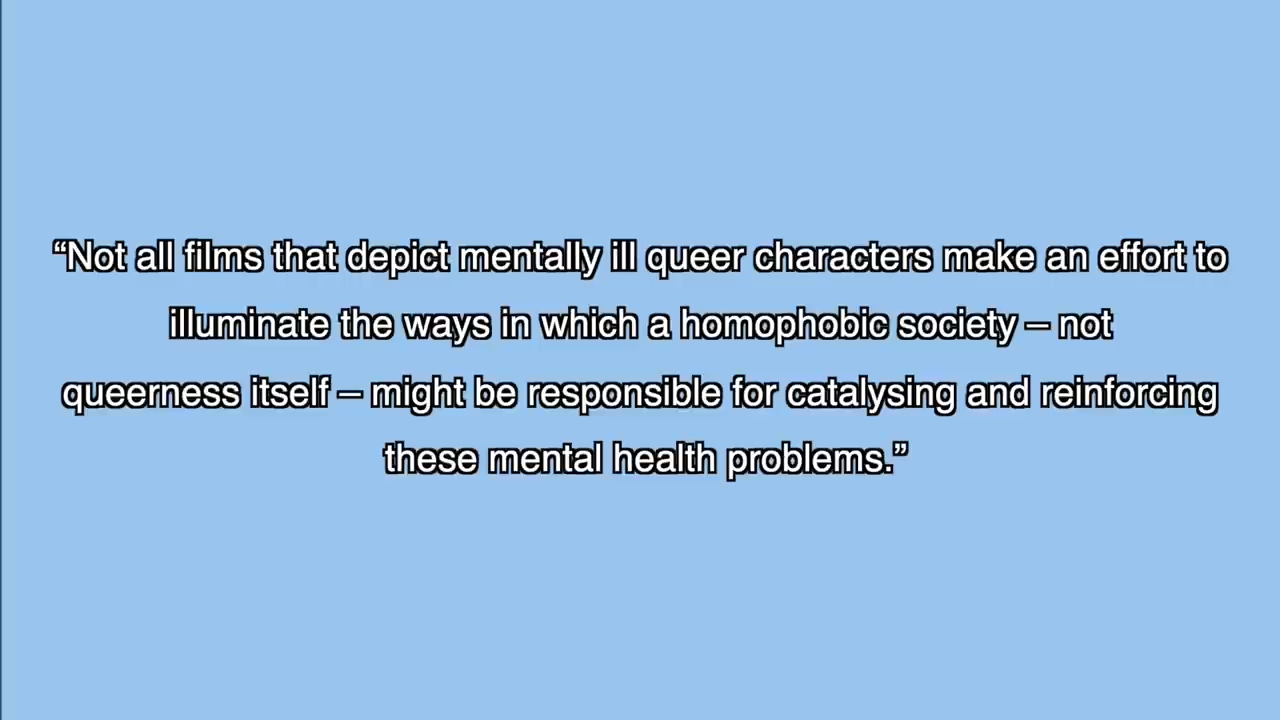 “Not all films that depict mentally ill queer characters make an effort to
illuminate the ways in which a homophobic society – not
queerness itself – might be responsible for catalysing and reinforcing
these mental health problems.”